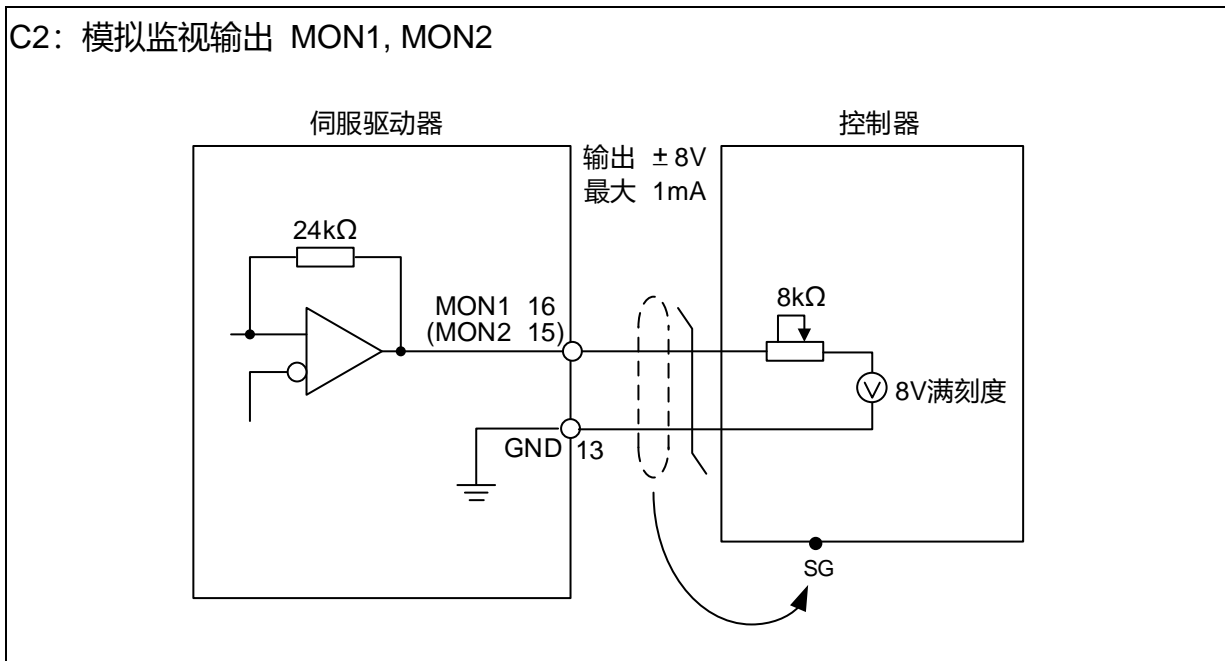 C2：模拟监视输出 MON1, MON2
伺服驱动器
控制器
输出 ±8V
最大 1mA
24kΩ
8kΩ
MON1 16
(MON2 15)
V
8V满刻度
GND 13
SG